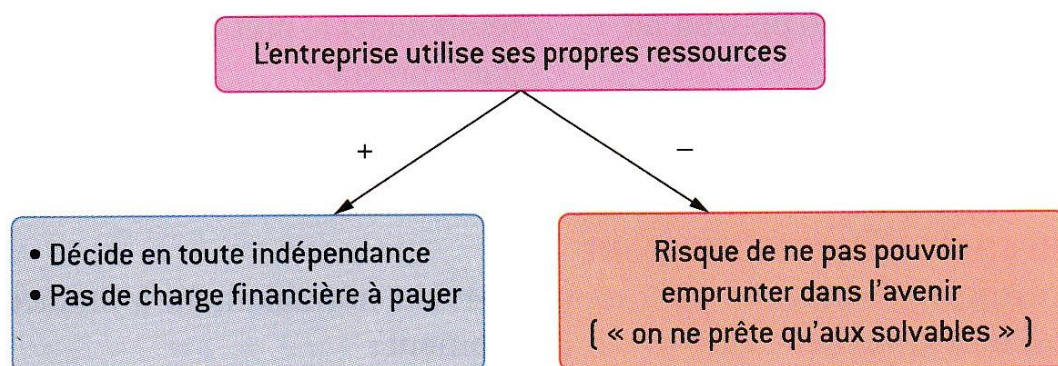 L'entreprise utilise ses propres ressources
+
–
• Décide en toute indépendance
• Pas de charge financière à payer
Risque de ne pas pouvoir
emprunter dans l'avenir
( « on ne prête qu'aux solvables » )